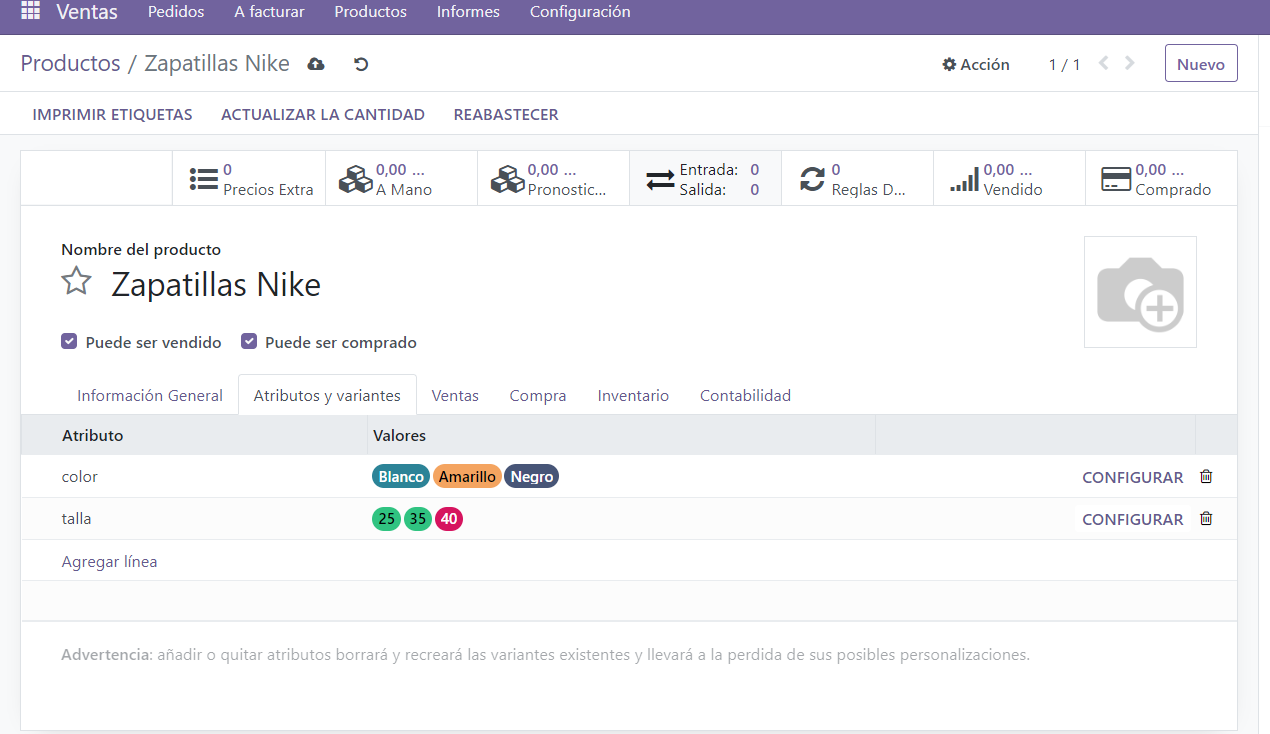 Ventas Pedidos A facturar Productos Informes Configuración
Productos / Zapatillas Nike Acción 1 / 1 Nuevo
IMPRIMIR ETIQUETAS ACTUALIZAR LA CANTIDAD REABASTECER
0 0,00 ... 0,00 ... Entrada: 0 0 0,00 ... 0,00 ...
Precios Extra A Mano Pronostic... Salida: 0 Reglas D... Vendido Comprado
Nombre del producto
Zapatillas Nike
Puede ser vendido Puede ser comprado
Información General Atributos y variantes Ventas Compra Inventario Contabilidad
Atributo Valores
color Blanco Amarillo Negro CONFIGURAR
talla 25 35 40 CONFIGURAR
Agregar línea
Advertencia: añadir o quitar atributos borrará y recreará las variantes existentes y llevará a la perdida de sus posibles personalizaciones.